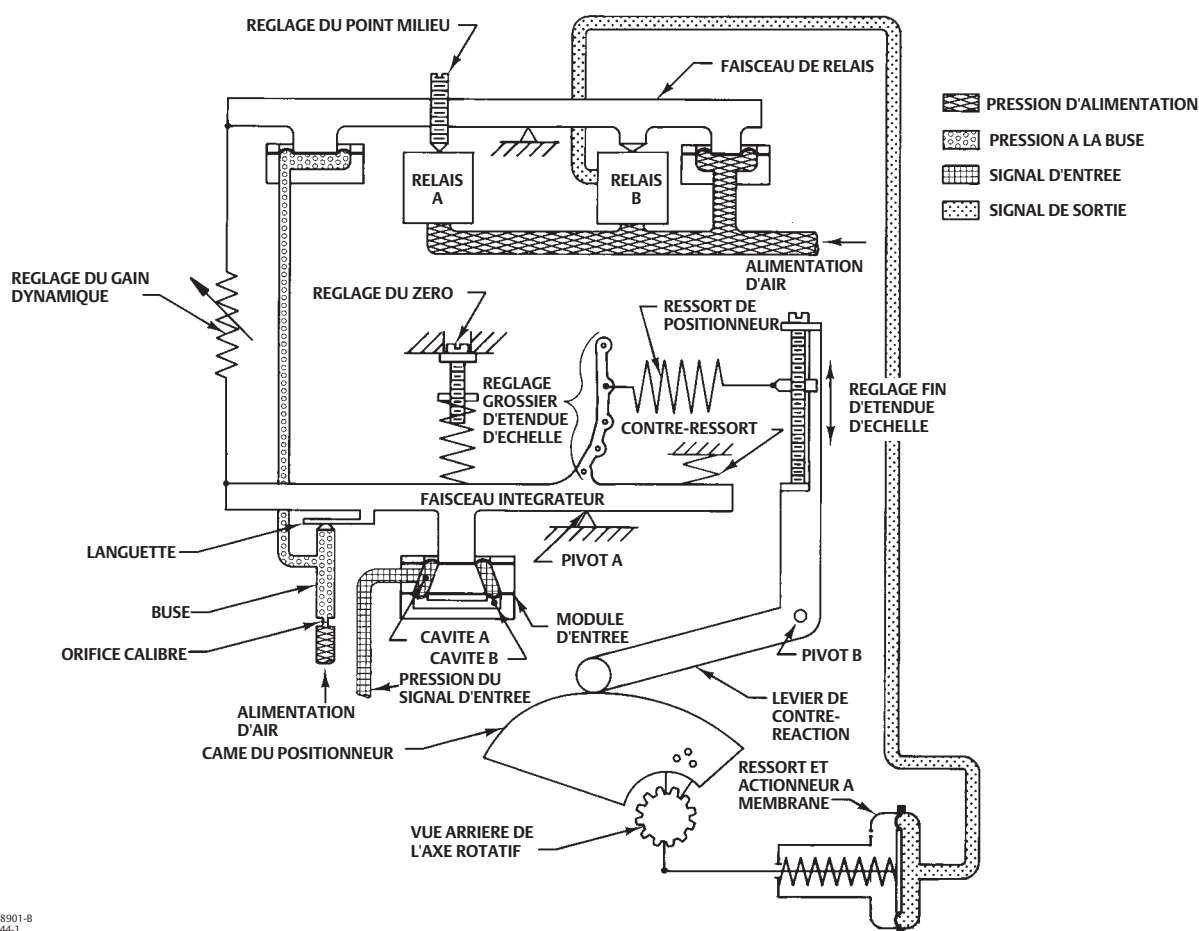 REGLAGE DU POINT MILIEU
FAISCEAU DE RELAIS
PRESSION D'ALIMENTATION
PRESSION A LA BUSE
SIGNAL D'ENTREE
SIGNAL DE SORTIE
RELAIS
A
RELAIS
B
ALIMENTATION
D'AIR
REGLAGE DU GAIN
DYNAMIQUE
REGLAGE DU ZERO
RESSORT DE
POSITIONNEUR
REGLAGE
GROSSIER
D'ETENDUE
D'ECHELLE
REGLAGE FIN
D'ETENDUE
D'ECHELLE
CONTRE-RESSORT
FAISCEAU INTEGRATEUR
LANGUETTE
PIVOT A
BUSE
MODULE
D'ENTREE
CAVITE A
CAVITE B
ORIFICE CALIBRE
PIVOT B
PRESSION DU
SIGNAL D'ENTREE
ALIMENTATION
D'AIR
LEVIER DE
CONTRE-
REACTION
CAME DU POSITIONNEUR
RESSORT ET
ACTIONNEUR A
MEMBRANE
VUE ARRIERE DE
L'AXE ROTATIF
8901-B
44-1